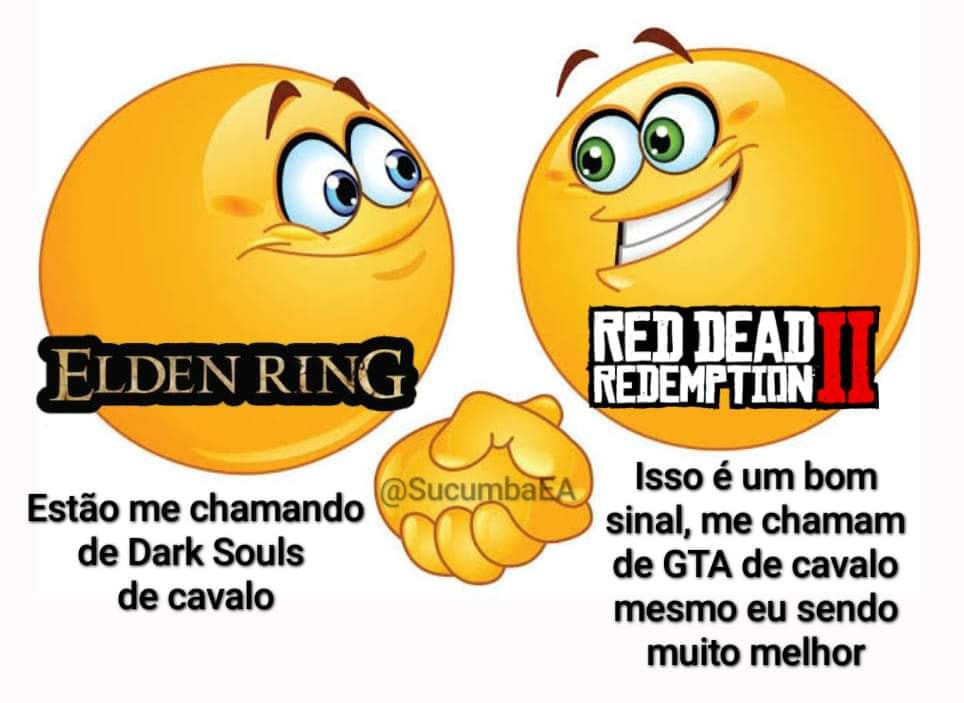 ELDEN RING
RED DEAD
REDEMPTION II
@SucumbaEA
Estão me chamando
de Dark Souls
de cavalo
Isso é um bom
sinal, me chamam
de GTA de cavalo
mesmo eu sendo
muito melhor